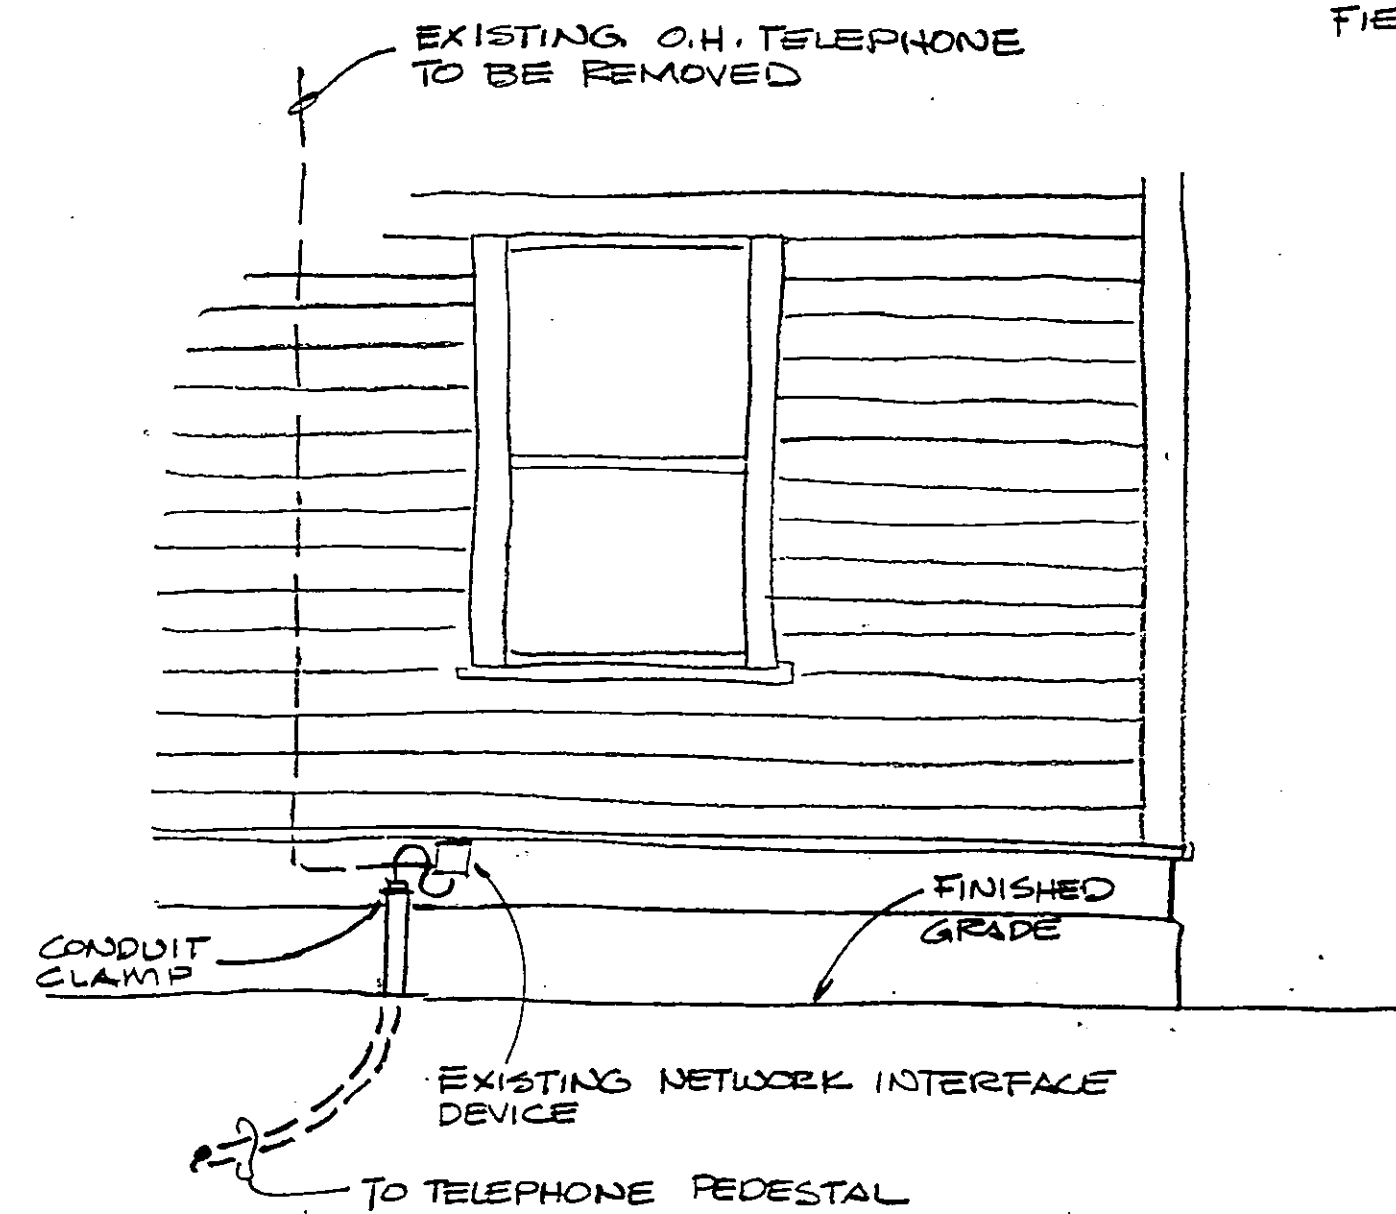 EXISTING O.H. TELEPHONE
TO BE REMOVED
FINISHED
GRADE
CONDUIT
CLAMP
EXISTING NETWORK INTERFACE
DEVICE
TO TELEPHONE PEDESTAL